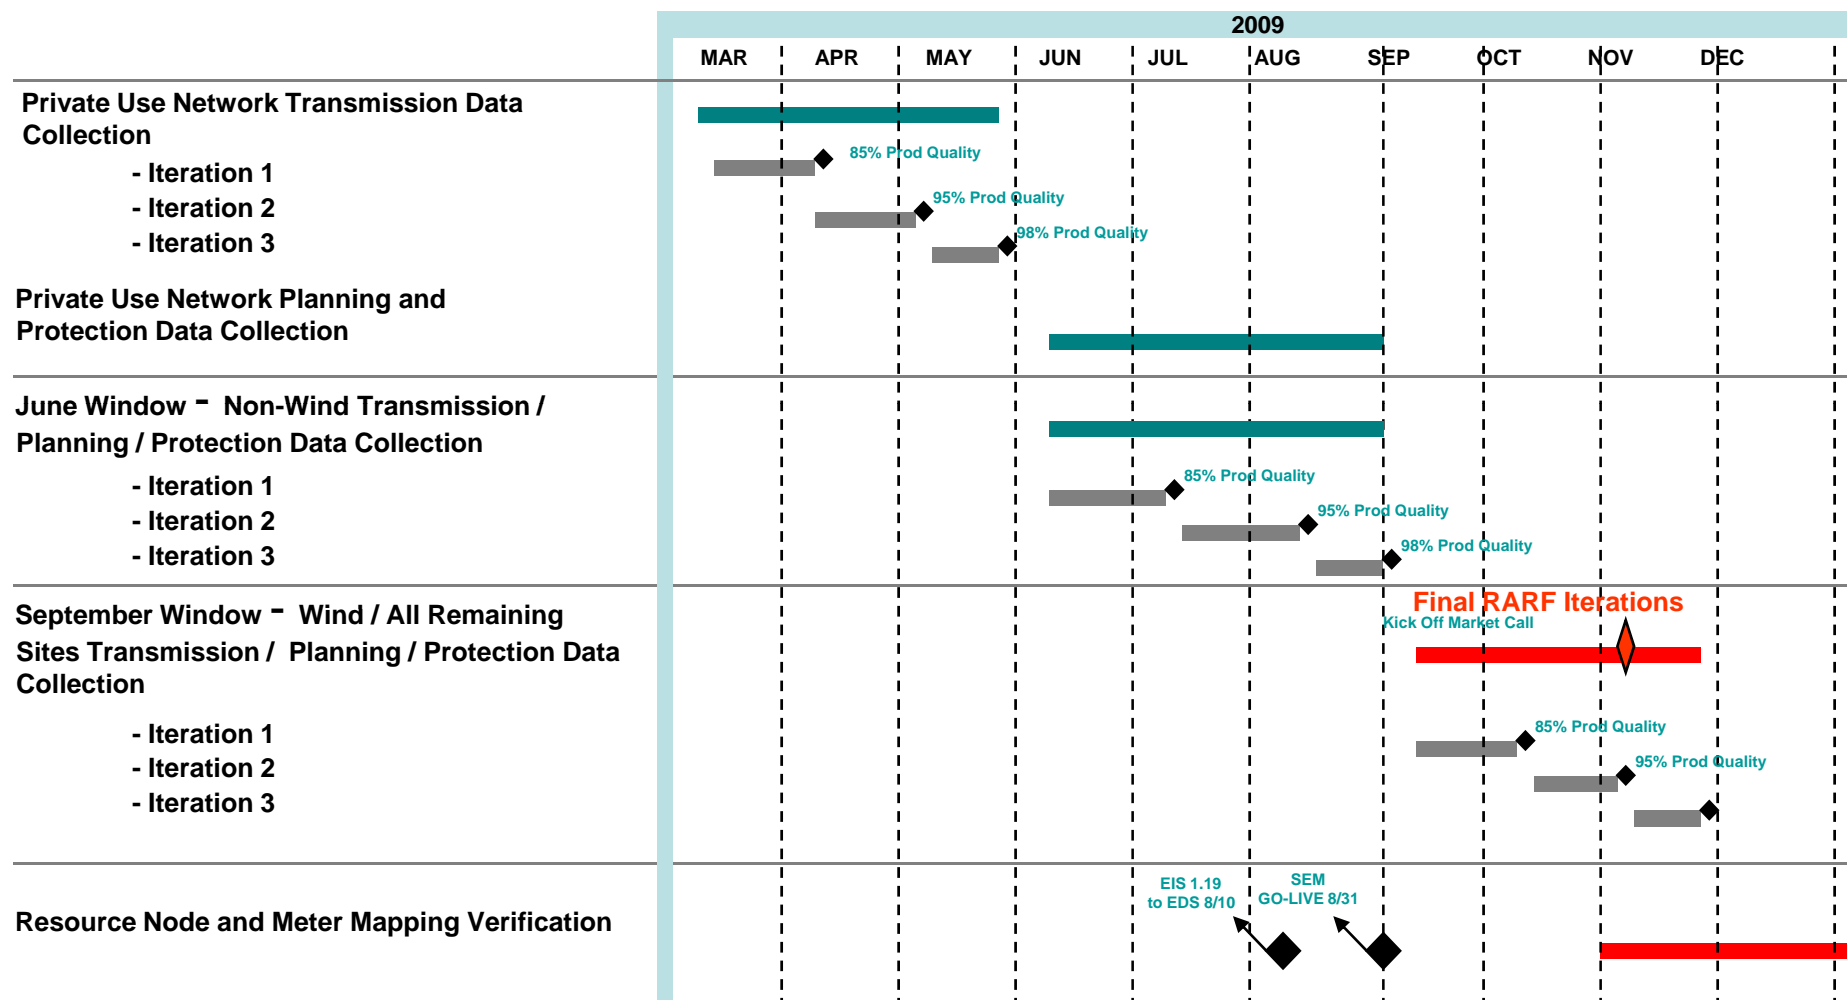 2009
MAR APR MAY JUN JUL AUG SEP OCT NOV DEC
Private Use Network Transmission Data
Collection
- Iteration 1
85% Prod Quality
- Iteration 2
95% Prod Quality
- Iteration 3
98% Prod Quality
Private Use Network Planning and
Protection Data Collection
June Window - Non-Wind Transmission /
Planning / Protection Data Collection
- Iteration 1
85% Prod Quality
- Iteration 2
95% Prod Quality
- Iteration 3
98% Prod Quality
September Window - Wind / All Remaining
Sites Transmission / Planning / Protection Data
Collection
Final RARF Iterations
Kick Off Market Call
- Iteration 1
85% Prod Quality
- Iteration 2
95% Prod Quality
- Iteration 3
Resource Node and Meter Mapping Verification
EIS 1.19
to EDS 8/10
SEM
GO-LIVE 8/31